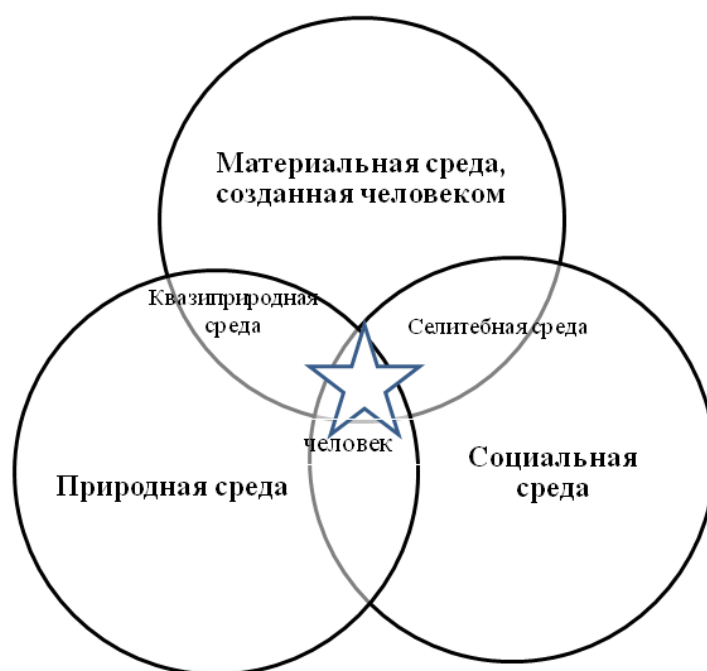 Материальная среда,
созданная человеком
Квазиприродная
среда
Селитебная среда
человек
Природная среда
Социальная
среда